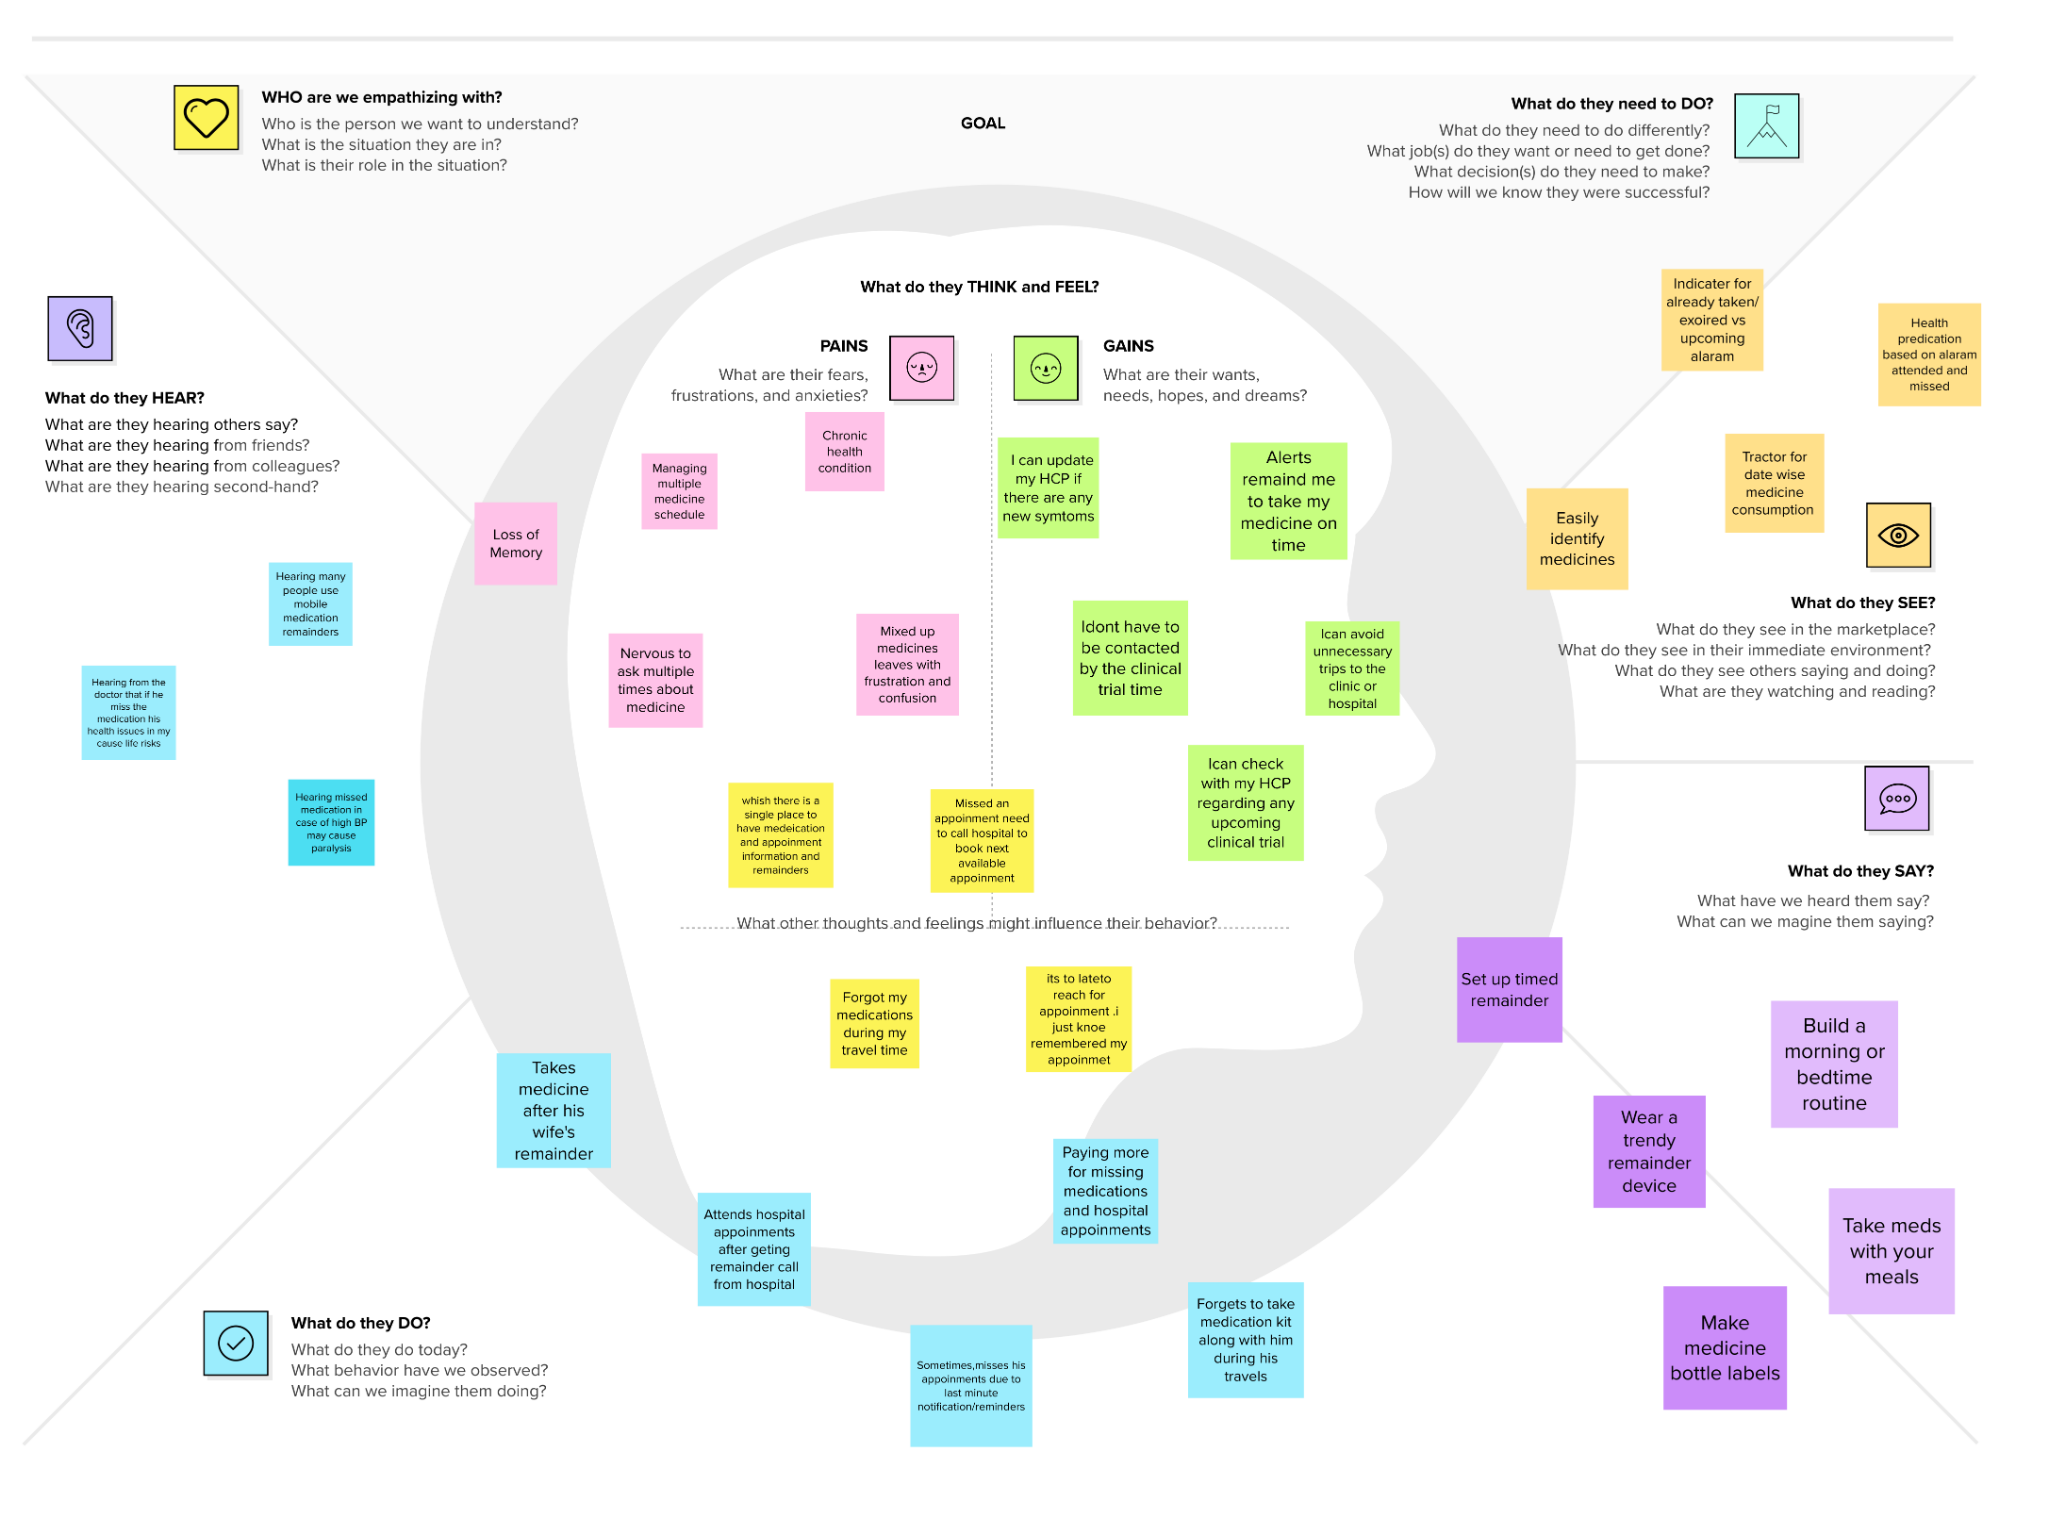 WHO are we empathizing with?
Who is the person we want to understand?
What is the situation they are in?
What is their role in the situation?
GOAL
What do they need to DO?
What do they need to do differently?
What job(s) do they want or need to get done?
What decision(s) do they need to make?
How will we know they were successful?
What do they HEAR?
What are they hearing others say?
What are they hearing from friends?
What are they hearing from colleagues?
What are they hearing second-hand?
Hearing many
people use
mobile
medication
remainders
Hearing from the
doctor that if he
miss the
medication his
health issues in my
cause life risks
Hearing missed
medication in
case of high BP
may cause
paralysis
What do they THINK and FEEL?
PAINS
What are their fears,
frustrations, and anxieties?
GAINS
What are their wants,
needs, hopes, and dreams?
Chronic
health
condition
Managing
multiple
medicine
schedule
Loss of
Memory
Nervous to
ask multiple
times about
medicine
Mixed up
medicines
leaves with
frustration and
confusion
I can update
my HCP if
there are any
new symtoms
Alerts
remaind me
to take my
medicine on
time
Idont have to
be contacted
by the clinical
trial time
Ican avoid
unnecessary
trips to the
clinic or
hospital
Ican check
with my HCP
regarding any
upcoming
clinical trial
whish there is a
single place to
have medeication
and appoinment
information and
remainders
Missed an
appoinment need
to call hospital to
book next
available
appoinment
What other thoughts and feelings might influence their behavior?
Forgot my
medications
during my
travel time
its to lateto
reach for
appoinment .i
just knoe
remembered my
appoinmet
Indicater for
already taken/
exoired vs
upcoming
alaram
Health
predication
based on alaram
attended and
missed
Tractor for
date wise
medicine
consumption
Easily
identify
medicines
What do they SEE?
What do they see in the marketplace?
What do they see in their immediate environment?
What do they see others saying and doing?
What are they watching and reading?
What do they SAY?
What have we heard them say?
What can we magine them saying?
Set up timed
remainder
Build a
morning or
bedtime
routine
Wear a
trendy
remainder
device
Take meds
with your
meals
Make
medicine
bottle labels
Takes
medicine
after his
wife's
remainder
Attends hospital
appoinments
after geting
remainder call
from hospital
Paying more
for missing
medications
and hospital
appoinments
Sometimes,misses his
appoinments due to
last minute
notification/reminders
Forgets to take
medication kit
along with him
during his
travels
What do they DO?
What do they do today?
What behavior have we observed?
What can we imagine them doing?